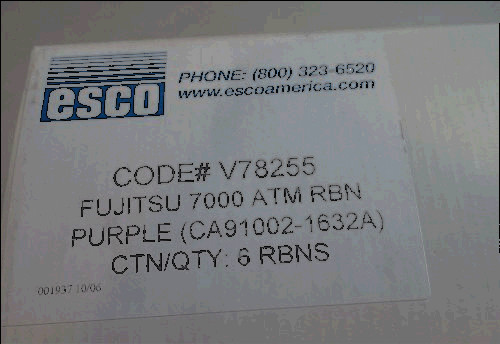 esco
PHONE: (800) 323-6520
www.escoamerica.com
CODE# V78255
FUJITSU 7000 ATM RBN
PURPLE (CA91002-1632A)
CTN/QTY: 6 RBNS
001937 10/06